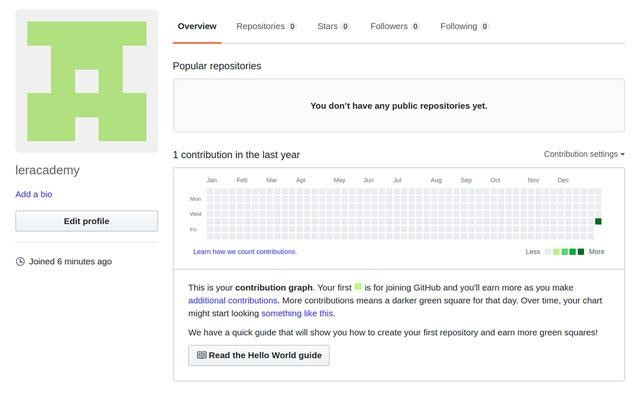 Overview Repositories 0 Stars 0 Followers 0 Following 0
Popular repositories
You don't have any public repositories yet.
leracademy
Add a bio
Edit profile
Joined 6 minutes ago
1 contribution in the last year Contribution settings
Jan Feb Mar Apr May Jun Jul Aug Sep Oct Nov Dec
Mon
Wed
Fri
Learn how we count contributions. Less More
This is your contribution graph. Your first is for joining GitHub and you'll earn more as you make
additional contributions. More contributions means a darker green square for that day. Over time, your chart
might start looking something like this.
We have a quick guide that will show you how to create your first repository and earn more green squares!
Read the Hello World guide